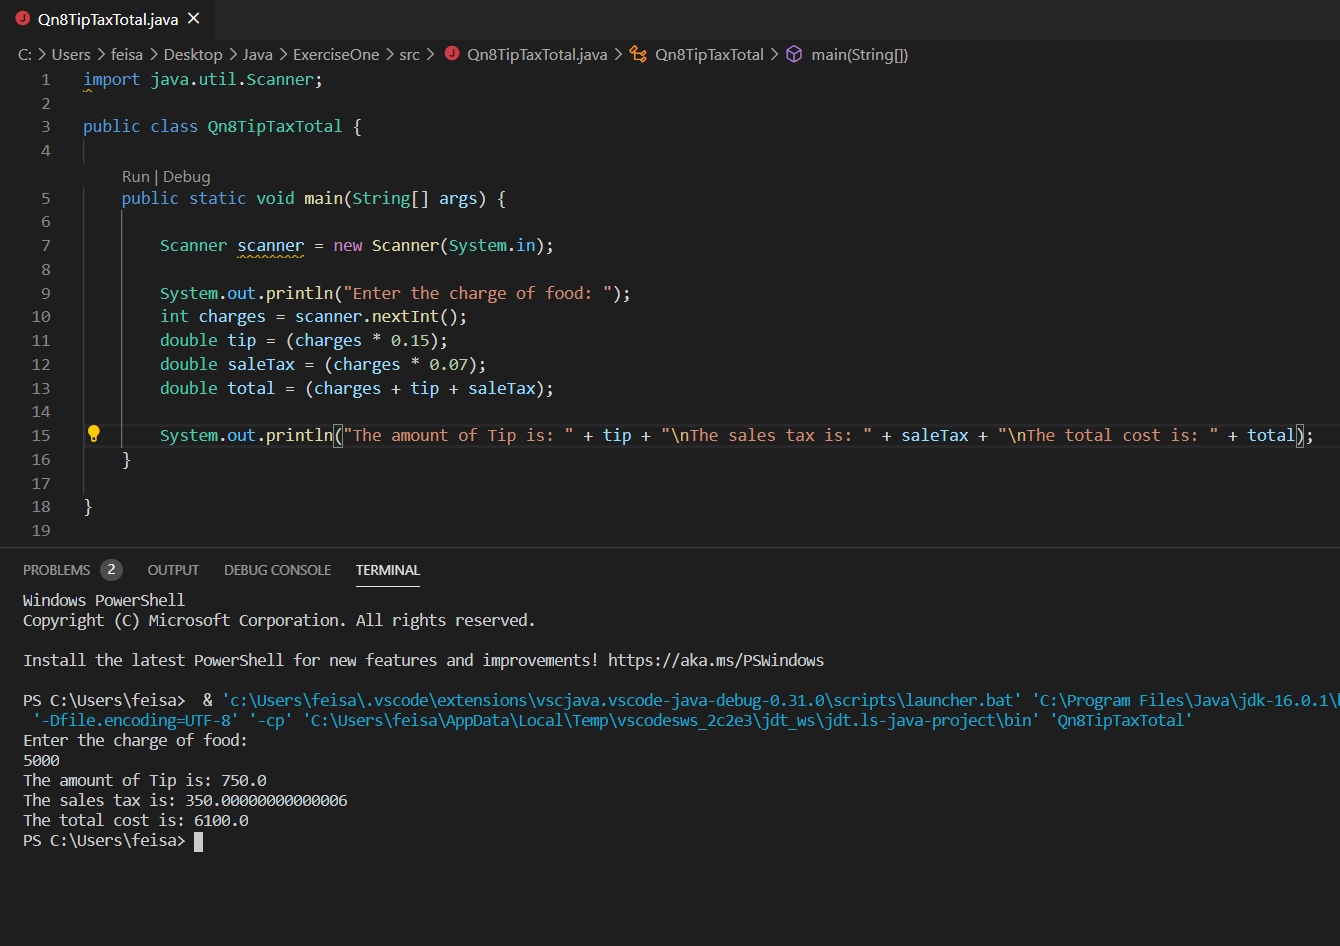 Qn8TipTaxTotal.java ×
C: > Users > feisa > Desktop > Java > ExerciseOne > src > Qn8TipTaxTotal.java > Qn8TipTaxTotal > main(String[])
1 import java.util.Scanner;
2
3 public class Qn8TipTaxTotal {
4
Run | Debug
5 public static void main(String[] args) {
6
7 Scanner scanner = new Scanner(System.in);
8
9 System.out.println("Enter the charge of food: ");
10 int charges = scanner.nextInt();
11 double tip = (charges * 0.15);
12 double saleTax = (charges * 0.07);
13 double total = (charges + tip + saleTax);
14
15 System.out.println("The amount of Tip is: " + tip + "\nThe sales tax is: " + saleTax + "\nThe total cost is: " + total);
16 }
17
18 }
19
PROBLEMS 2 OUTPUT DEBUG CONSOLE TERMINAL
Windows PowerShell
Copyright (C) Microsoft Corporation. All rights reserved.
Install the latest PowerShell for new features and improvements! https://aka.ms/PSWindows
PS C:\Users\feisa> & 'c:\Users\feisa\.vscode\extensions\vscjava.vscode-java-debug-0.31.0\scripts\launcher.bat' 'C:\Program Files\Java\jdk-16.0.1\
'-Dfile.encoding=UTF-8' '-cp' 'C:\Users\feisa\AppData\Local\Temp\vscodesws_2c2e3\jdt_ws\jdt.ls-java-project\bin' 'Qn8TipTaxTotal'
Enter the charge of food:
5000
The amount of Tip is: 750.0
The sales tax is: 350.00000000000006
The total cost is: 6100.0
PS C:\Users\feisa>